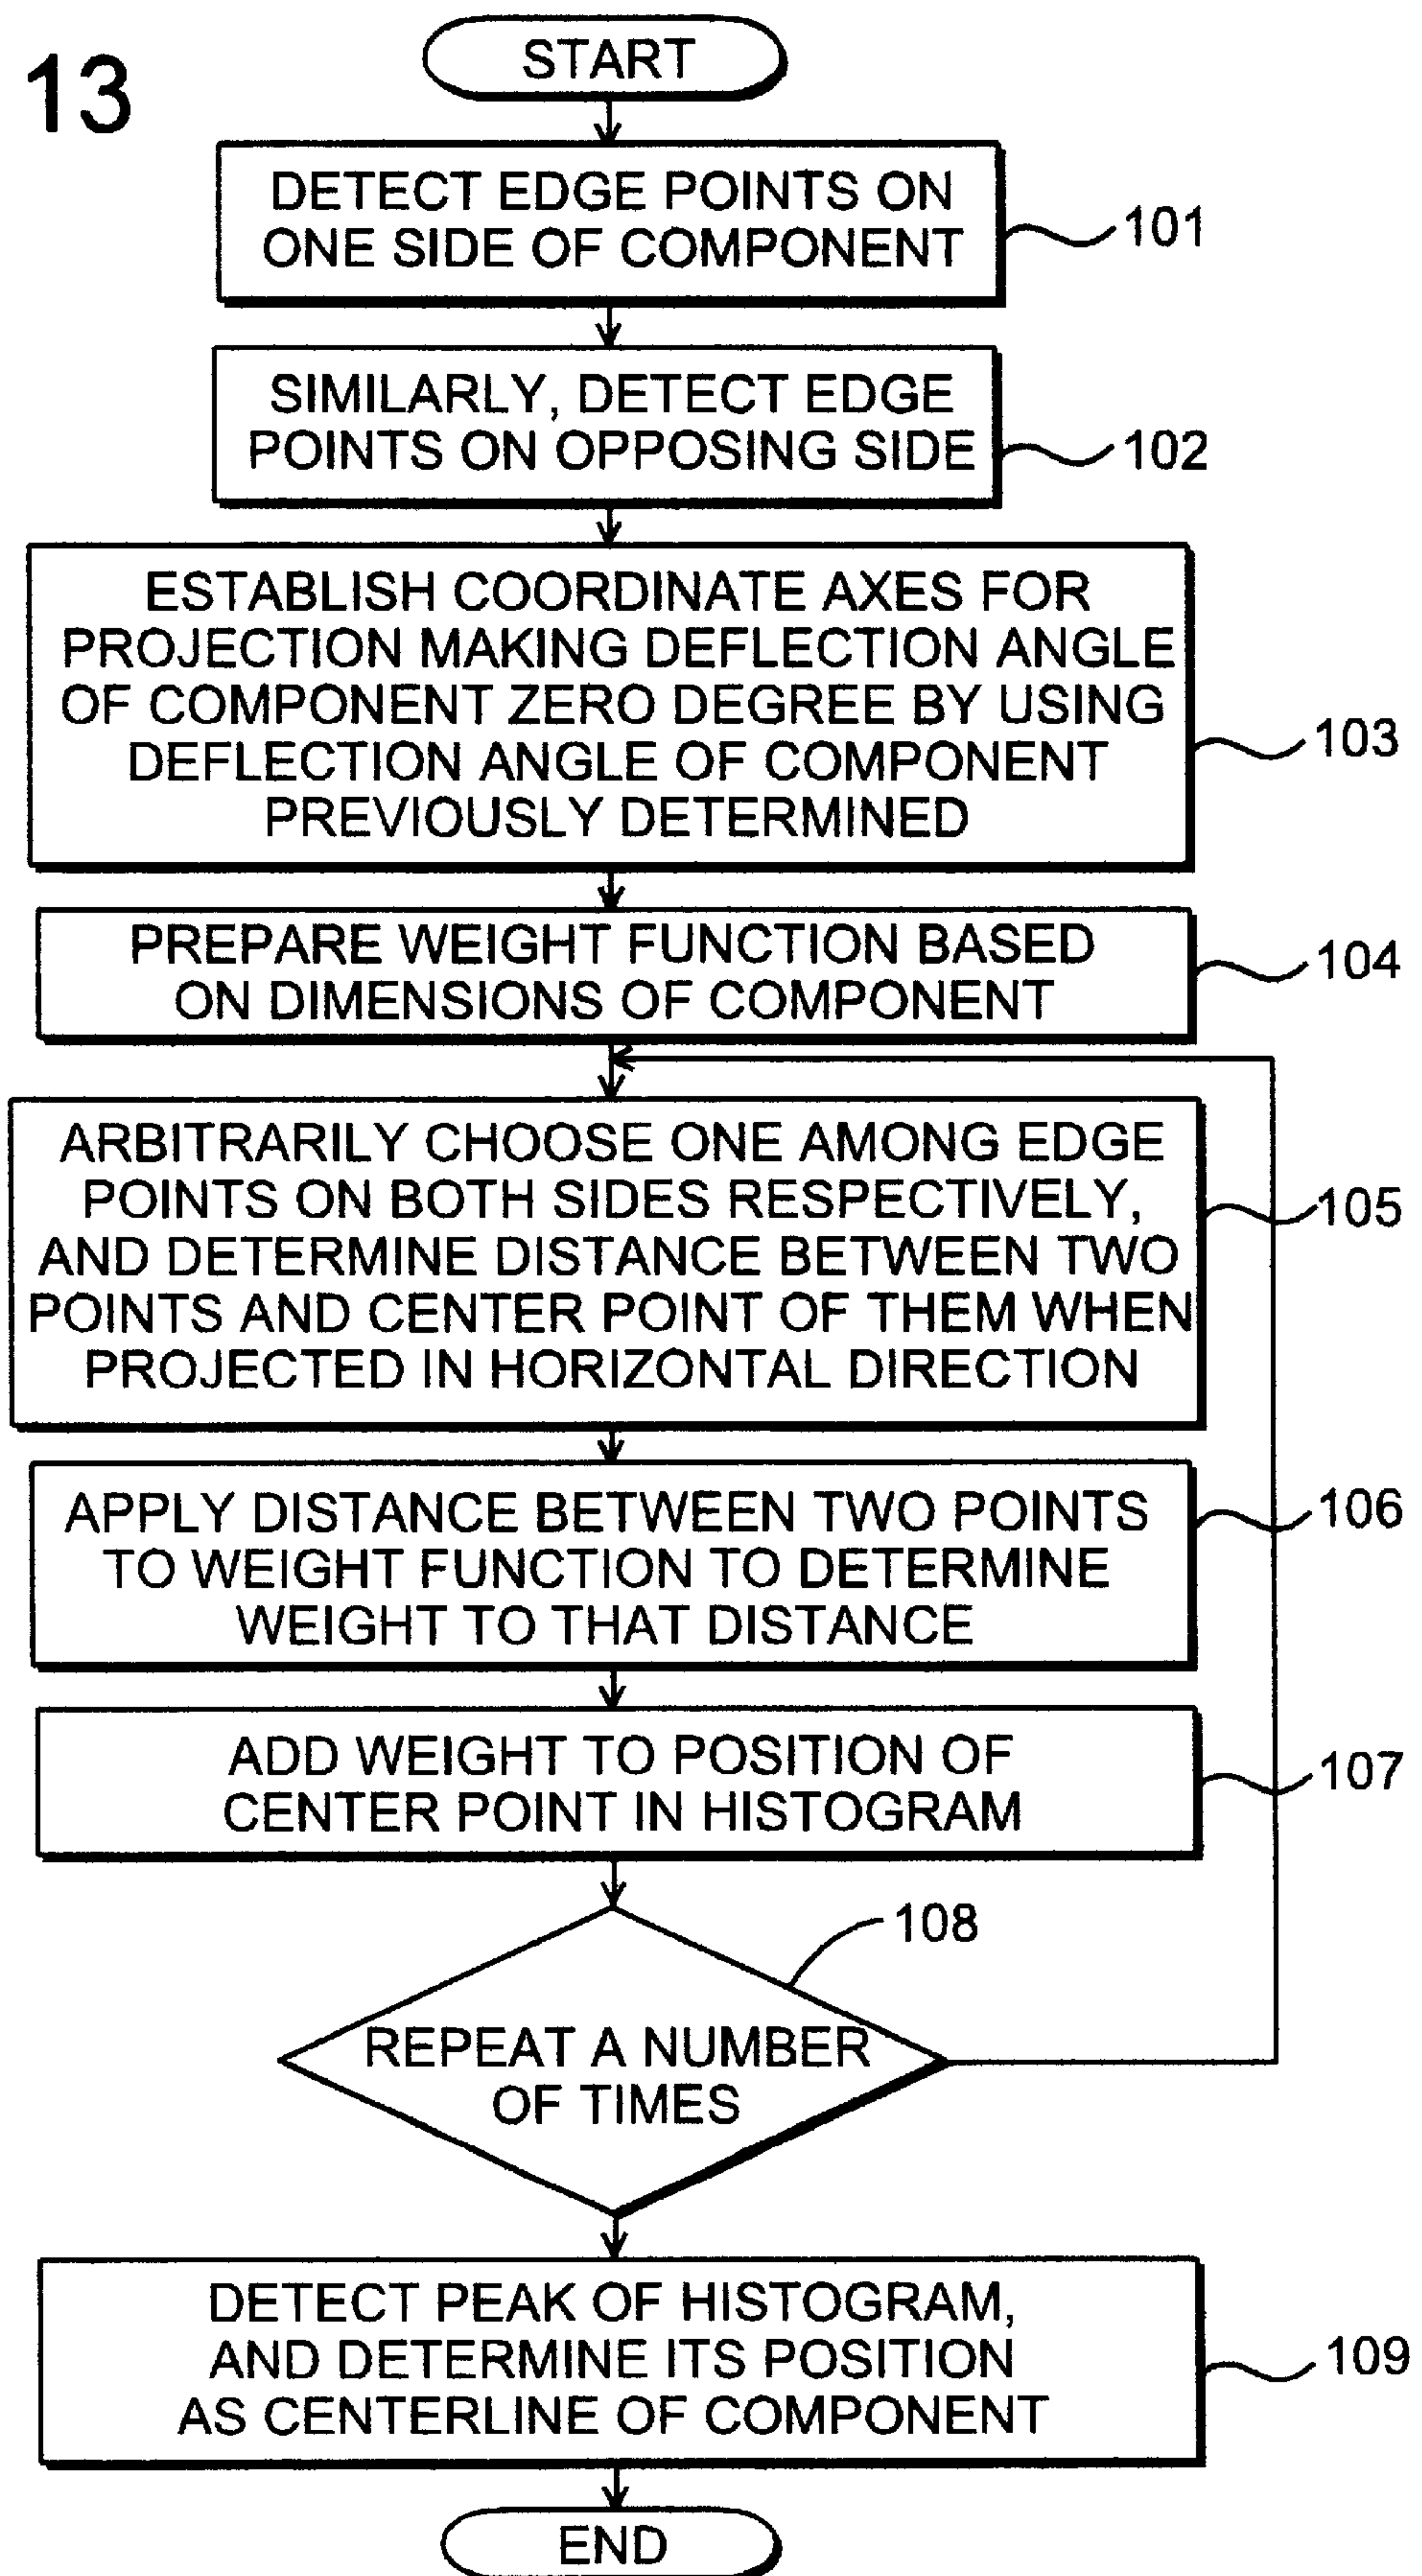 13
START
DETECT EDGE POINTS ON
ONE SIDE OF COMPONENT
101
SIMILARLY, DETECT EDGE
POINTS ON OPPOSING SIDE
102
ESTABLISH COORDINATE AXES FOR
PROJECTION MAKING DEFLECTION ANGLE
OF COMPONENT ZERO DEGREE BY USING
DEFLECTION ANGLE OF COMPONENT
PREVIOUSLY DETERMINED
103
PREPARE WEIGHT FUNCTION BASED
ON DIMENSIONS OF COMPONENT
104
ARBITRARILY CHOOSE ONE AMONG EDGE
POINTS ON BOTH SIDES RESPECTIVELY,
AND DETERMINE DISTANCE BETWEEN TWO
POINTS AND CENTER POINT OF THEM WHEN
PROJECTED IN HORIZONTAL DIRECTION
105
APPLY DISTANCE BETWEEN TWO POINTS
TO WEIGHT FUNCTION TO DETERMINE
WEIGHT TO THAT DISTANCE
106
ADD WEIGHT TO POSITION OF
CENTER POINT IN HISTOGRAM
107
108
REPEAT A NUMBER
OF TIMES
DETECT PEAK OF HISTOGRAM,
AND DETERMINE ITS POSITION
AS CENTERLINE OF COMPONENT
109
END